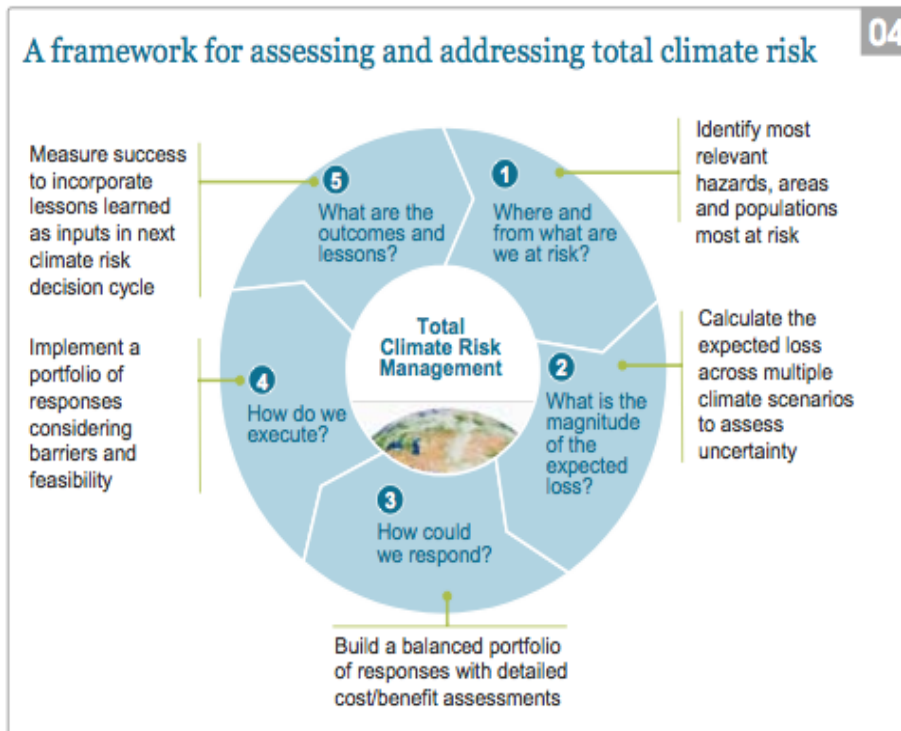 A framework for assessing and addressing total climate risk
04
1
Where and
from what are
we at risk?
Identify most
relevant
hazards, areas
and populations
most at risk
2
What is the
magnitude
of the
expected
loss?
Calculate the
expected loss
across multiple
climate scenarios
to assess
uncertainty
3
How could
we respond?
Build a balanced portfolio
of responses with detailed
cost/benefit assessments
4
How do we
execute?
Implement a
portfolio of
responses
considering
barriers and
feasibility
5
What are the
outcomes and
lessons?
Measure success
to incorporate
lessons learned
as inputs in next
climate risk
decision cycle
Total
Climate Risk
Management